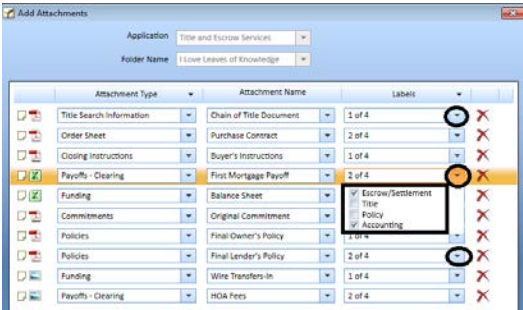 Add Attachments
Application Title and Escrow Services
Folder Name I Love Leaves of Knowledge
Attachment Type Attachment Name Labels
Title Search Information Chain of Title Document 1 of 4
Order Sheet Purchase Contract 2 of 4
Closing Instructions Buyer's Instructions 1 of 4
Payoffs - Clearing First Mortgage Payoff 2 of 4
Funding Balance Sheet
Escrow/Settlement
Title
Policy
Accounting
Commitments Original Commitment
Policies Final Owner's Policy 1 of 4
Policies Final Lender's Policy 2 of 4
Funding Wire Transfers-In 1 of 4
Payoffs - Clearing HOA Fees 2 of 4